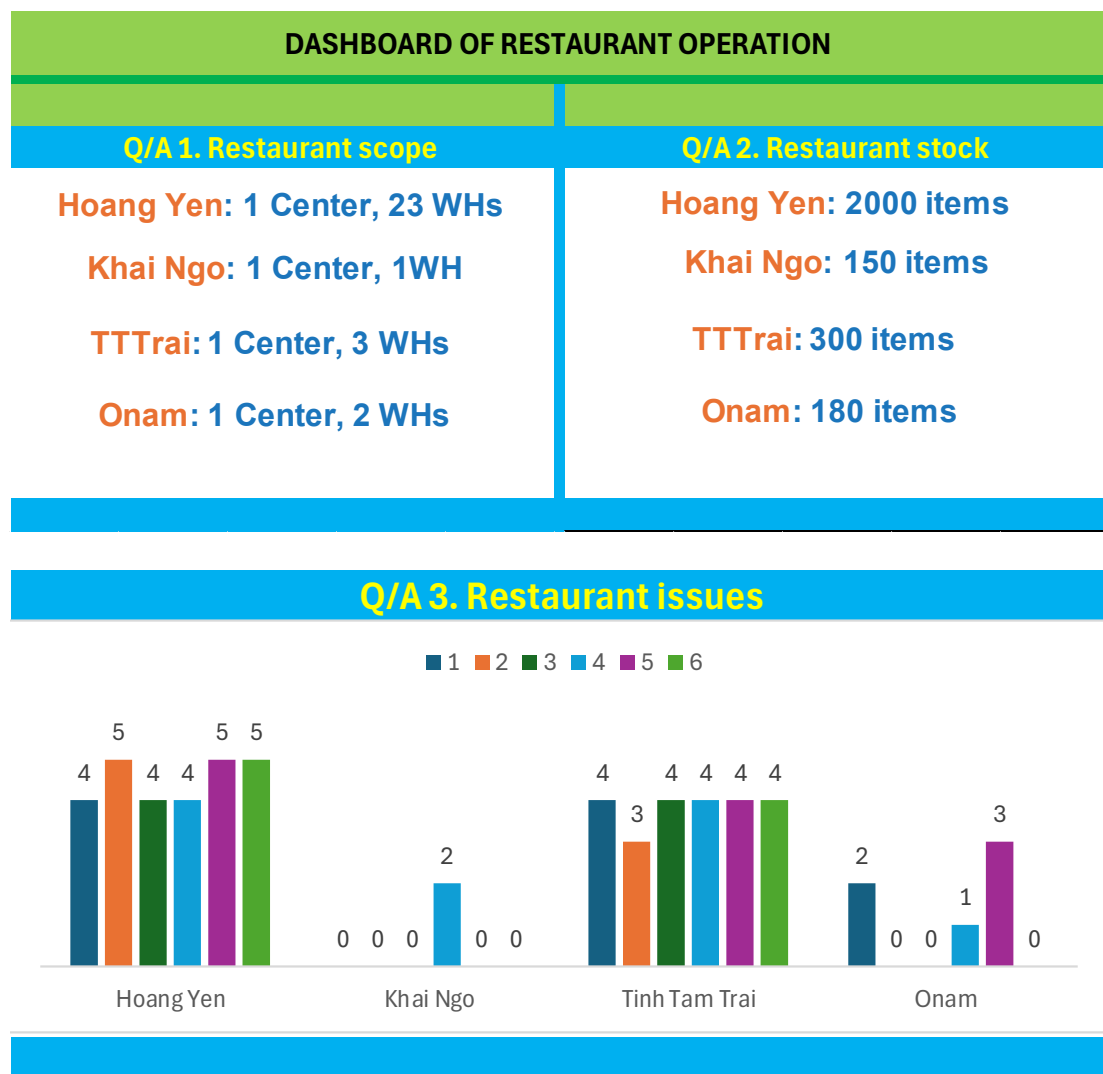 DASHBOARD OF RESTAURANT OPERATION
Q/A 1. Restaurant scope
Hoang Yen: 1 Center, 23 WHs
Khai Ngo: 1 Center, 1WH
TTTrai: 1 Center, 3 WHs
Onam: 1 Center, 2 WHs
Q/A 2. Restaurant stock
Hoang Yen: 2000 items
Khai Ngo: 150 items
TTTrai: 300 items
Onam: 180 items
Q/A 3. Restaurant issues
1 2 3 4 5 6
4 5 4 4 5 5
0 0 0 2 0 0
4 3 4 4 4 4
2 0 0 1 3 0
Hoang Yen Khai Ngo Tinh Tam Trai Onam